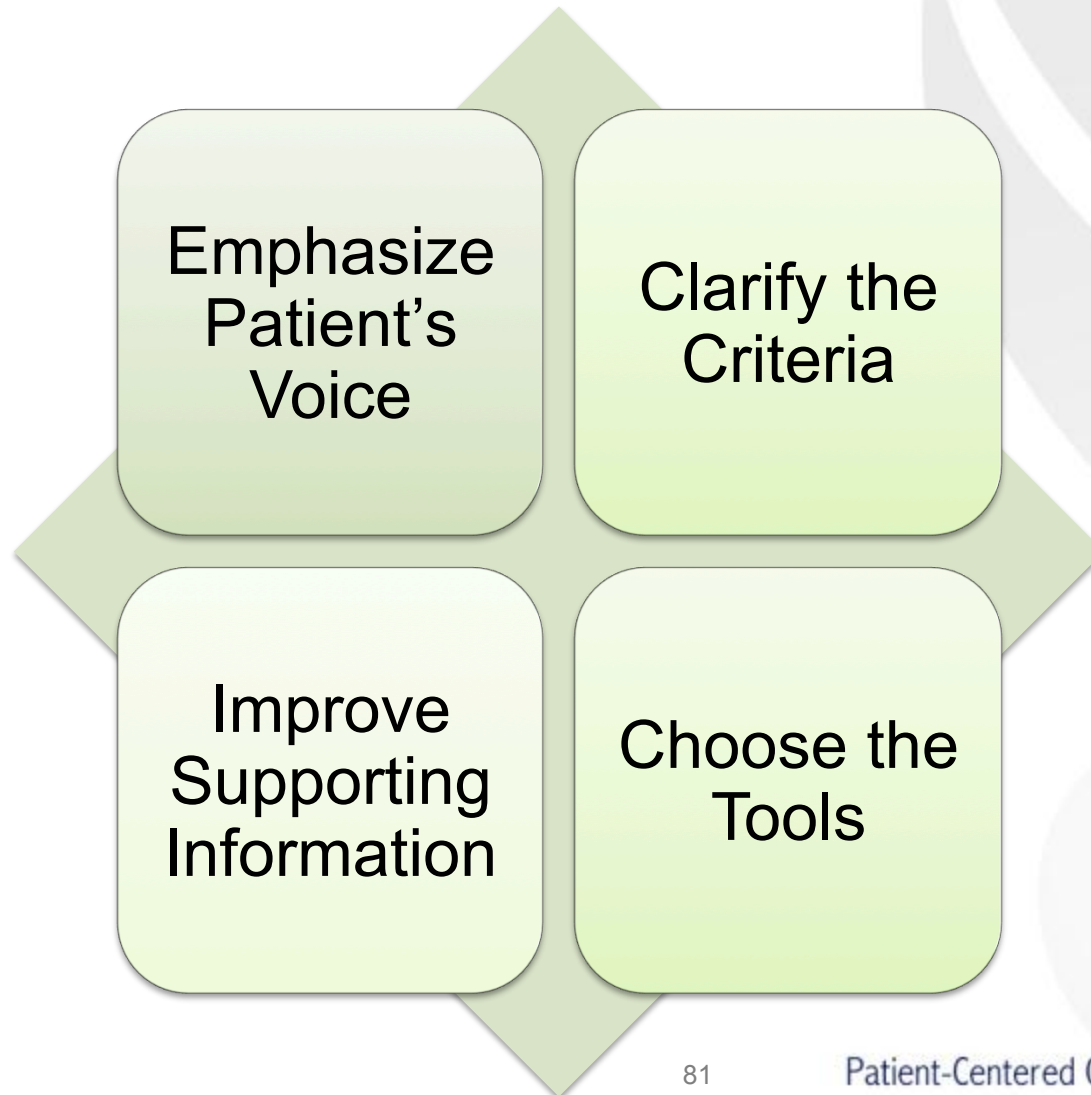 Emphasize
Patient’s
Voice
Clarify the
Criteria
Improve
Supporting
Information
Choose the
Tools
81
Patient-Centered